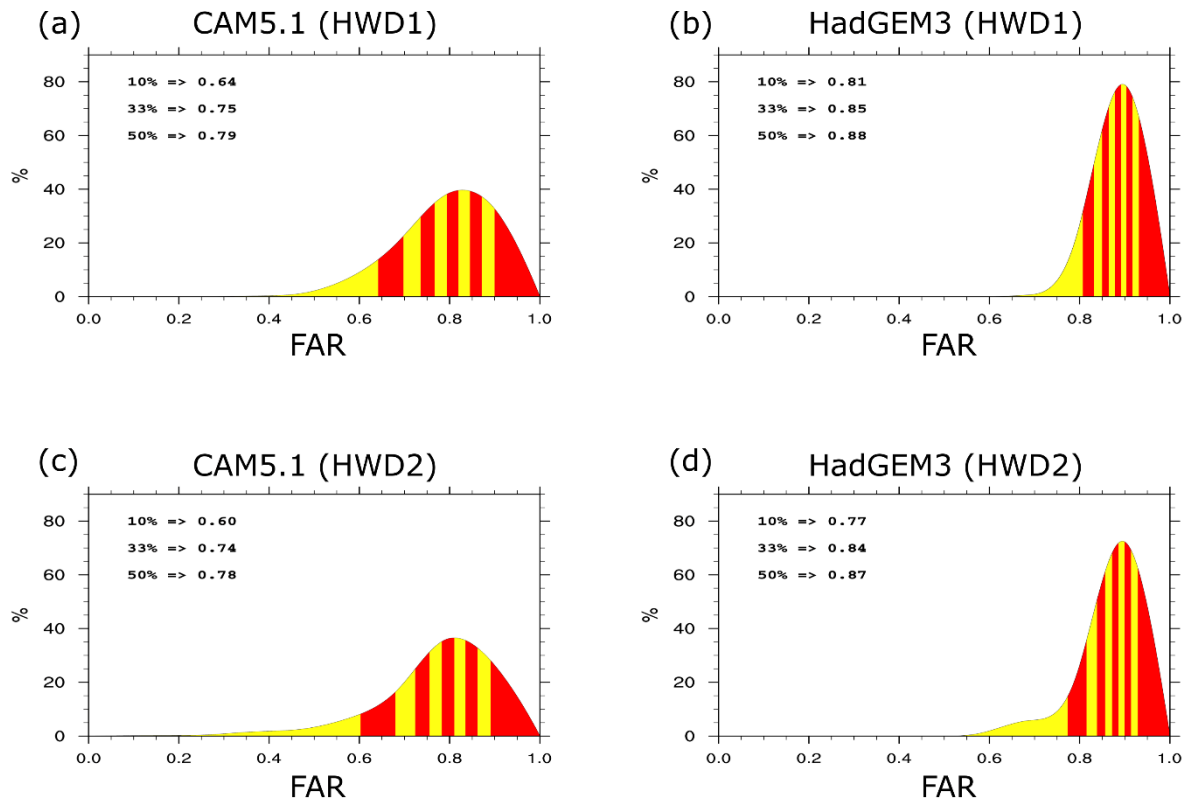 (a) CAM5.1 (HWD1)
10% => 0.64
33% => 0.75
50% => 0.79
80
60
40
20
0
%
0.0 0.2 0.4 0.6 0.8 1.0
FAR
(b) HadGEM3 (HWD1)
10% => 0.81
33% => 0.85
50% => 0.88
80
60
40
20
0
%
0.0 0.2 0.4 0.6 0.8 1.0
FAR
(c) CAM5.1 (HWD2)
10% => 0.60
33% => 0.74
50% => 0.78
80
60
40
20
0
%
0.0 0.2 0.4 0.6 0.8 1.0
FAR
(d) HadGEM3 (HWD2)
10% => 0.77
33% => 0.84
50% => 0.87
80
60
40
20
0
%
0.0 0.2 0.4 0.6 0.8 1.0
FAR